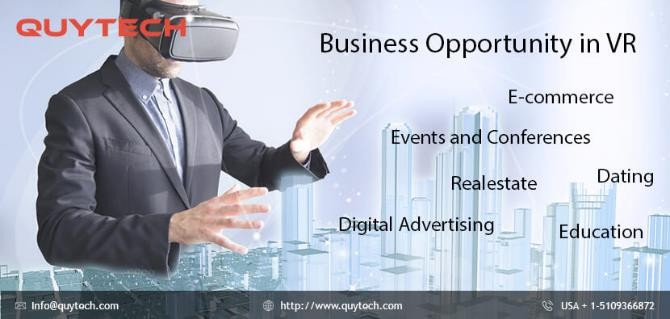 QUYTECH
Business Opportunity in VR
E-commerce
Events and Conferences
Realestate
Dating
Digital Advertising
Education
Info@quytech.com
http://www.quytech.com
USA + 1-5109366872